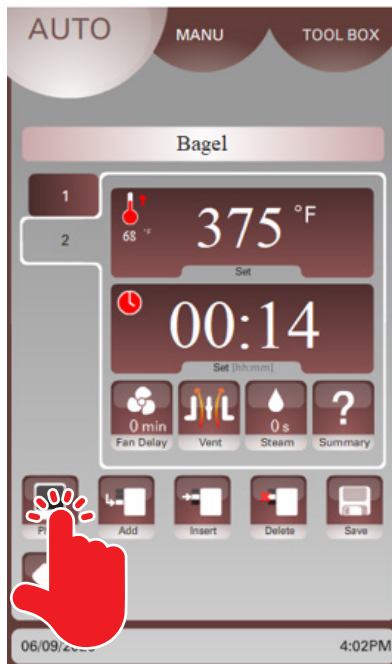 AUTO MANU TOOL BOX
Bagel
1
2
68 °F
375 °F
Set
00:14
Set [hh:mm]
0 min
0 s
?
Fan Delay Vent Steam Summary
Add Insert Delete Save
4:02PM